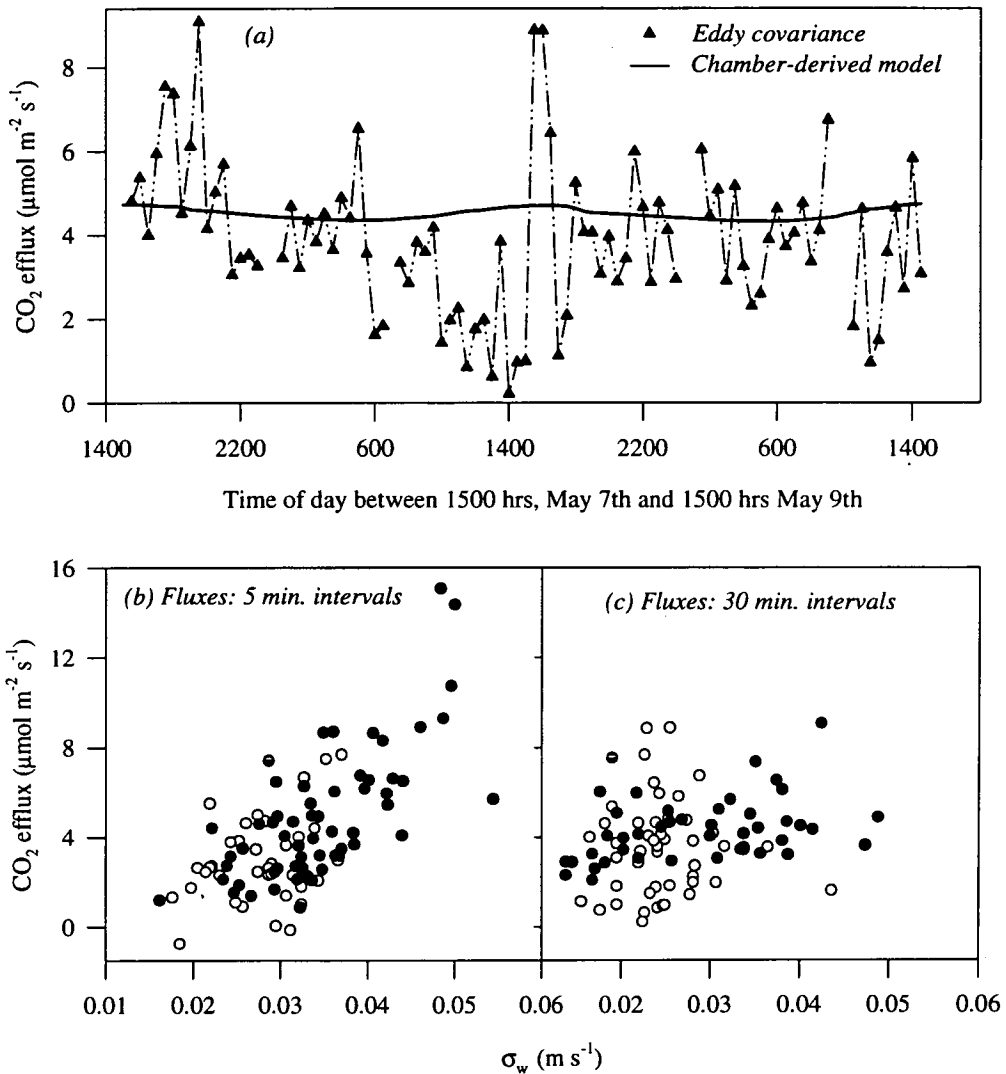 (a)
Eddy covariance
Chamber-derived model
CO2 efflux (µmol m-2 s-1)
8
6
4
2
0
1400 2200 600 1400 2200 600 1400
Time of day between 1500 hrs, May 7th and 1500 hrs May 9th
(b) Fluxes: 5 min. intervals
(c) Fluxes: 30 min. intervals
CO2 efflux (µmol m-2 s-1)
16
12
8
4
0
0.01 0.02 0.03 0.04 0.05 0.06 0.02 0.03 0.04 0.05 0.06
σw (m s-1)